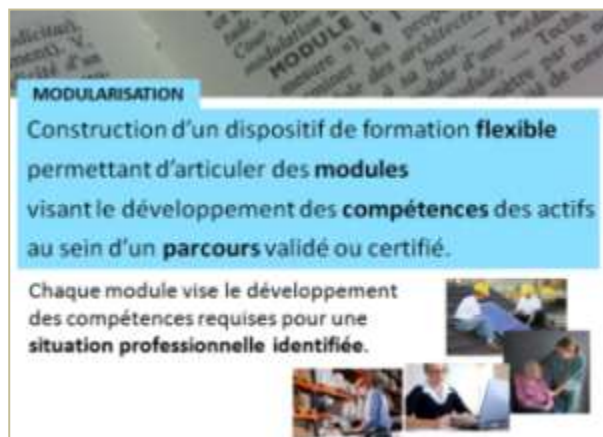 MODULE
MODULARISATION
Construction d'un dispositif de formation flexible
permettant d'articuler des modules
visant le développement des compétences des actifs
au sein d'un parcours validé ou certifié.
Chaque module vise le développement
des compétences requises pour une
situation professionnelle identifiée.